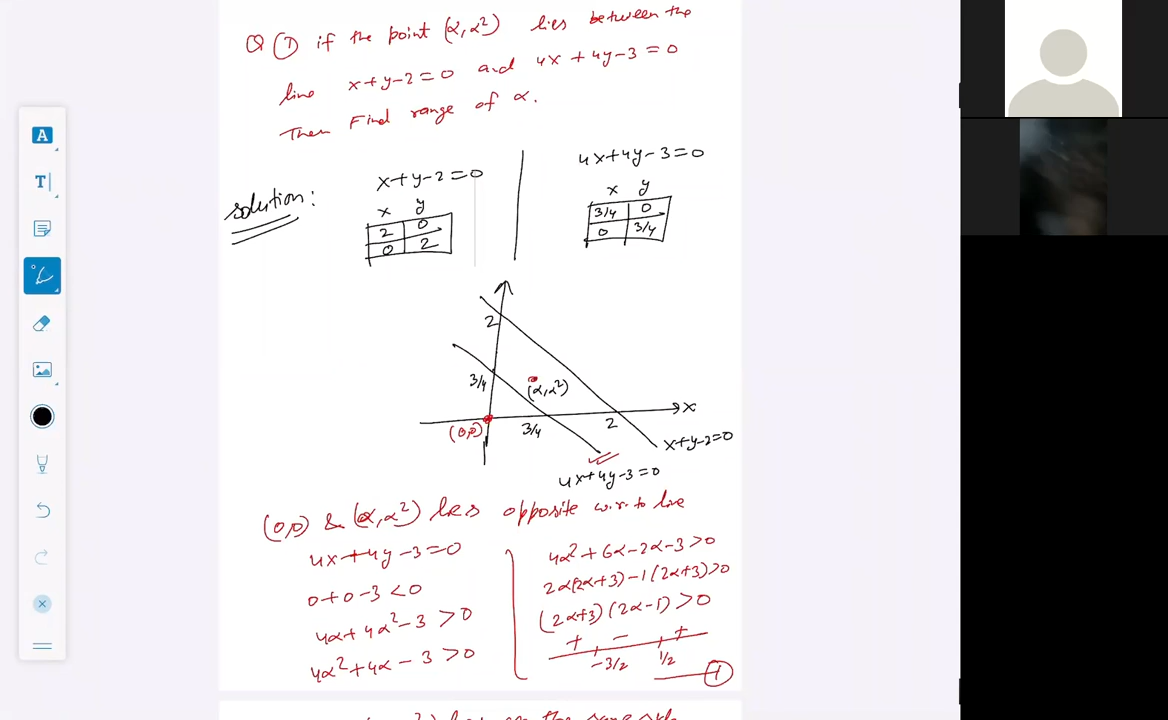 Q ① if the point (α, α²) lies between the
line x+y-2=0 and 4x+4y-3=0
Then Find range of α.
solution:
x+y-2=0
x y
2 0
0 2
4x+4y-3=0
x y
3/4 0
0 3/4
2
3/4
(α, α²)
(0,0)
3/4
2
x
x+y-2=0
4x+4y-3=0
(0,0) & (α, α²) lies opposite w.r.to line
4x+4y-3=0
0+0-3<0
4α+4α²-3>0
4α²+4α-3>0
4α²+6α-2α-3>0
2α(2α+3)-1(2α+3)>0
(2α+3)(2α-1)>0
+ - +
-3/2 1/2
①
A
T